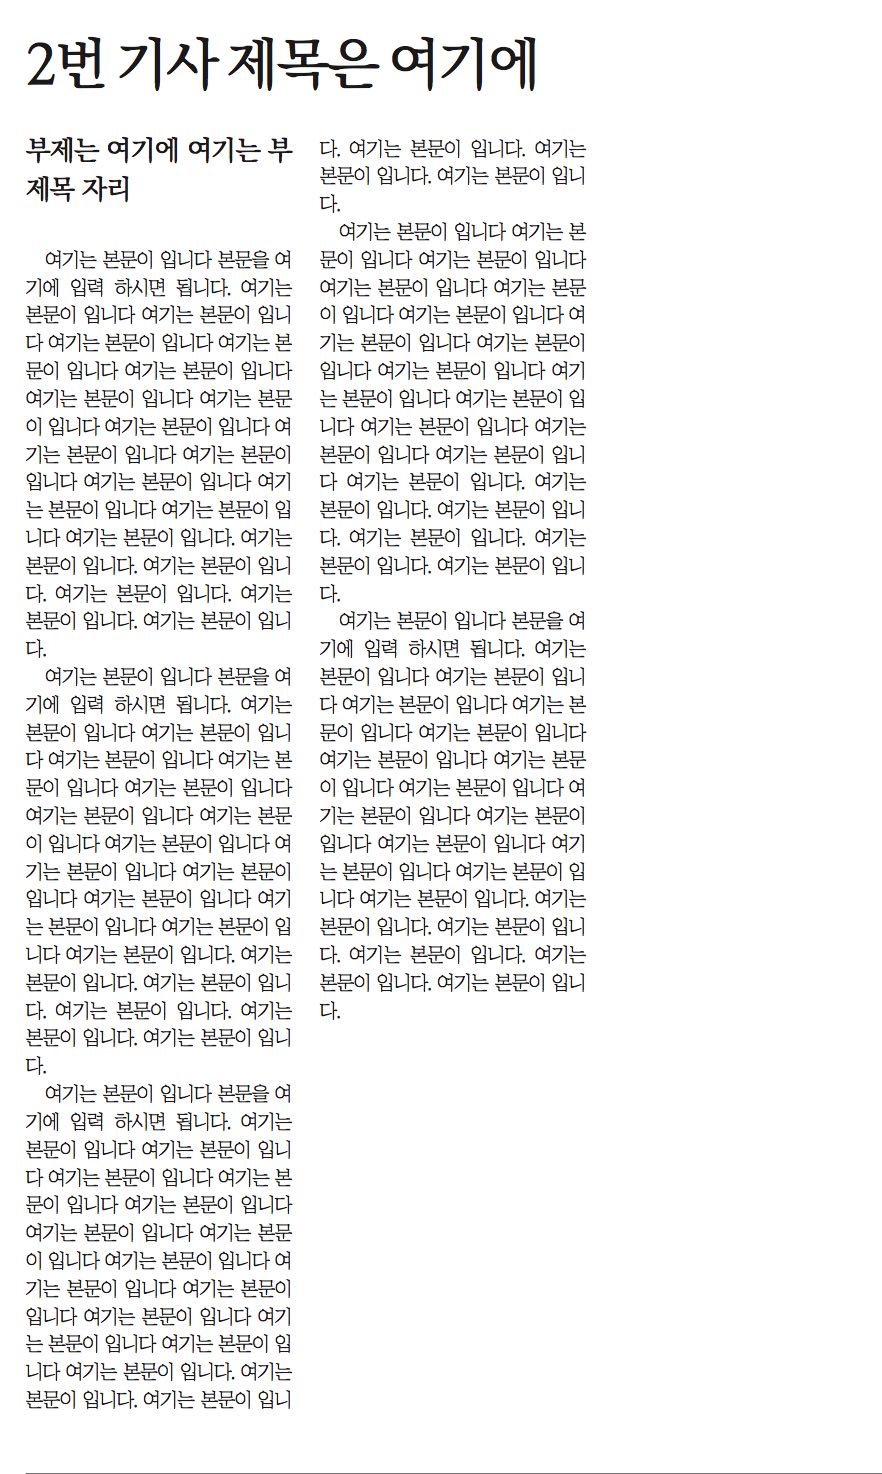 2번 기사 제목은 여기에
부제는 여기에 여기는 부
제목 자리
여기는 본문이 입니다 본문을 여
기에 입력 하시면 됩니다. 여기는
본문이 입니다 여기는 본문이 입니
다 여기는 본문이 입니다 여기는 본
문이 입니다 여기는 본문이 입니다
여기는 본문이 입니다 여기는 본문
이 입니다 여기는 본문이 입니다 여
기는 본문이 입니다 여기는 본문이
입니다 여기는 본문이 입니다 여기
는 본문이 입니다 여기는 본문이 입
니다 여기는 본문이 입니다. 여기는
본문이 입니다. 여기는 본문이 입니
다. 여기는 본문이 입니다. 여기는
본문이 입니다. 여기는 본문이 입니
다.
여기는 본문이 입니다 본문을 여
기에 입력 하시면 됩니다. 여기는
본문이 입니다 여기는 본문이 입니
다 여기는 본문이 입니다 여기는 본
문이 입니다 여기는 본문이 입니다
여기는 본문이 입니다 여기는 본문
이 입니다 여기는 본문이 입니다 여
기는 본문이 입니다 여기는 본문이
입니다 여기는 본문이 입니다 여기
는 본문이 입니다 여기는 본문이 입
니다 여기는 본문이 입니다. 여기는
본문이 입니다. 여기는 본문이 입니
다. 여기는 본문이 입니다. 여기는
본문이 입니다. 여기는 본문이 입니
다.
여기는 본문이 입니다 본문을 여
기에 입력 하시면 됩니다. 여기는
본문이 입니다 여기는 본문이 입니
다 여기는 본문이 입니다 여기는 본
문이 입니다 여기는 본문이 입니다
여기는 본문이 입니다 여기는 본문
이 입니다 여기는 본문이 입니다 여
기는 본문이 입니다 여기는 본문이
입니다 여기는 본문이 입니다 여기
는 본문이 입니다 여기는 본문이 입
니다 여기는 본문이 입니다. 여기는
본문이 입니다. 여기는 본문이 입니
다. 여기는 본문이 입니다. 여기는
본문이 입니다. 여기는 본문이 입니
다.
여기는 본문이 입니다 여기는 본
문이 입니다 여기는 본문이 입니다
여기는 본문이 입니다 여기는 본문
이 입니다 여기는 본문이 입니다 여
기는 본문이 입니다 여기는 본문이
입니다 여기는 본문이 입니다 여기
는 본문이 입니다 여기는 본문이 입
니다 여기는 본문이 입니다 여기는
본문이 입니다 여기는 본문이 입니
다 여기는 본문이 입니다. 여기는
본문이 입니다. 여기는 본문이 입니
다. 여기는 본문이 입니다. 여기는
본문이 입니다. 여기는 본문이 입니
다.
여기는 본문이 입니다 본문을 여
기에 입력 하시면 됩니다. 여기는
본문이 입니다 여기는 본문이 입니
다 여기는 본문이 입니다 여기는 본
문이 입니다 여기는 본문이 입니다
여기는 본문이 입니다 여기는 본문
이 입니다 여기는 본문이 입니다 여
기는 본문이 입니다 여기는 본문이
입니다 여기는 본문이 입니다 여기
는 본문이 입니다 여기는 본문이 입
니다 여기는 본문이 입니다. 여기는
본문이 입니다. 여기는 본문이 입니
다. 여기는 본문이 입니다. 여기는
본문이 입니다. 여기는 본문이 입니
다.